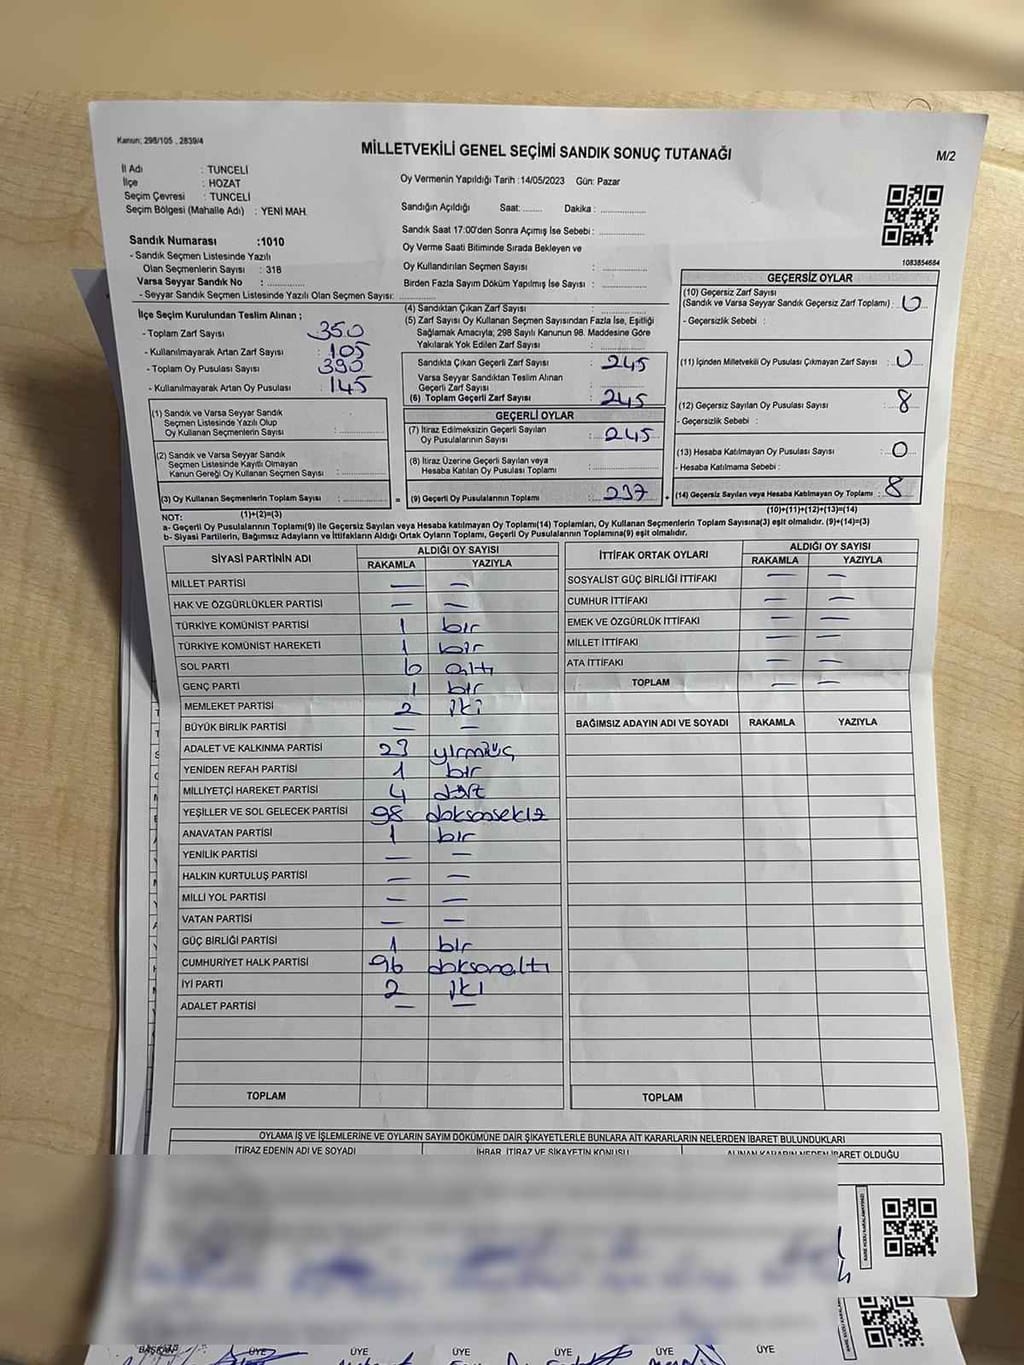 Kanun: 298/105 , 2839/4
MİLLETVEKİLİ GENEL SEÇİMİ SANDIK SONUÇ TUTANAĞI
M/2
İl Adı : TUNCELİ
İlçe : HOZAT
Seçim Çevresi : TUNCELİ
Seçim Bölgesi (Mahalle Adı) : YENİ MAH.
Sandık Numarası :1010
- Sandık Seçmen Listesinde Yazılı
Olan Seçmenlerin Sayısı : 318
Varsa Seyyar Sandık No :
- Seyyar Sandık Seçmen Listesinde Yazılı Olan Seçmen Sayısı:
Oy Vermenin Yapıldığı Tarih :14/05/2023 Gün: Pazar
Sandığın Açıldığı Saat: Dakika :
Sandık Saat 17:00'den Sonra Açımış İse Sebebi :
Oy Verme Saati Bitiminde Sırada Bekleyen ve
Oy Kullandırılan Seçmen Sayısı :
Birden Fazla Sayım Döküm Yapılmış İse Sayısı :
1083854684
İlçe Seçim Kurulundan Teslim Alınan ;
- Toplam Zarf Sayısı : 350
- Kullanılmayarak Artan Zarf Sayısı : 105
- Toplam Oy Pusulası Sayısı : 390
- Kullanılmayarak Artan Oy Pusulası : 145
(1) Sandık ve Varsa Seyyar Sandık
Seçmen Listesinde Yazılı Olup
Oy Kullanan Seçmenlerin Sayısı :
(2) Sandık ve Varsa Seyyar Sandık
Seçmen Listesinde Kayıtlı Olmayan
Kanun Gereği Oy Kullanan Seçmen Sayısı :
(3) Oy Kullanan Seçmenlerin Toplam Sayısı : =
(4) Sandıktan Çıkan Zarf Sayısı :
(5) Zarf Sayısı Oy Kullanan Seçmen Sayısından Fazla İse, Eşitliği
Sağlamak Amacıyla; 298 Sayılı Kanunun 98. Maddesine Göre
Yakılarak Yok Edilen Zarf Sayısı :
Sandıkta Çıkan Geçerli Zarf Sayısı : 245
Varsa Seyyar Sandıktan Teslim Alınan
Geçerli Zarf Sayısı :
(6) Toplam Geçerli Zarf Sayısı : 245
GEÇERLİ OYLAR
(7) İtiraz Edilmeksizin Geçerli Sayılan
Oy Pusulalarının Sayısı : 245
(8) İtiraz Üzerine Geçerli Sayılan veya
Hesaba Katılan Oy Pusulası Toplamı :
(9) Geçerli Oy Pusulalarının Toplamı : 237 +
GEÇERSİZ OYLAR
(10) Geçersiz Zarf Sayısı
(Sandık ve Varsa Seyyar Sandık Geçersiz Zarf Toplamı) : 0
- Geçersizlik Sebebi :
(11) İçinden Milletvekili Oy Pusulası Çıkmayan Zarf Sayısı : 0
(12) Geçersiz Sayılan Oy Pusulası Sayısı : 8
- Geçersizlik Sebebi :
(13) Hesaba Katılmayan Oy Pusulası Sayısı : 0
- Hesaba Katılmama Sebebi :
(14) Geçersiz Sayılan veya Hesaba Katılmayan Oy Toplamı : 8
NOT: (1)+(2)=(3)
(10)+(11)+(12)+(13)=(14)
a- Geçerli Oy Pusulalarının Toplamı(9) ile Geçersiz Sayılan veya Hesaba katılmayan Oy Toplamı(14) Toplamları, Oy Kullanan Seçmenlerin Toplam Sayısına(3) eşit olmalıdır. (9)+(14)=(3)
b- Siyasi Partilerin, Bağımsız Adayların ve İttifakların Aldığı Ortak Oyların Toplamı, Geçerli Oy Pusulalarının Toplamına(9) eşit olmalıdır.
SİYASİ PARTİNİN ADI ALDIĞI OY SAYISI
RAKAMLA YAZIYLA
MİLLET PARTİSİ — —
HAK VE ÖZGÜRLÜKLER PARTİSİ — —
TÜRKİYE KOMÜNİST PARTİSİ 1 bir
TÜRKİYE KOMÜNİST HAREKETİ 1 bir
SOL PARTİ 6 altı
GENÇ PARTİ 1 bir
MEMLEKET PARTİSİ 2 iki
BÜYÜK BİRLİK PARTİSİ — —
ADALET VE KALKINMA PARTİSİ 23 yirmiüç
YENİDEN REFAH PARTİSİ 1 bir
MİLLİYETÇİ HAREKET PARTİSİ 4 dört
YEŞİLLER VE SOL GELECEK PARTİSİ 98 doksansekiz
ANAVATAN PARTİSİ 1 bir
YENİLİK PARTİSİ — —
HALKIN KURTULUŞ PARTİSİ — —
MİLLİ YOL PARTİSİ — —
VATAN PARTİSİ — —
GÜÇ BİRLİĞİ PARTİSİ 1 bir
CUMHURİYET HALK PARTİSİ 96 doksanaltı
İYİ PARTİ 2 iki
ADALET PARTİSİ — —
TOPLAM
İTTİFAK ORTAK OYLARI ALDIĞI OY SAYISI
RAKAMLA YAZIYLA
SOSYALİST GÜÇ BİRLİĞİ İTTİFAKI — —
CUMHUR İTTİFAKI — —
EMEK VE ÖZGÜRLÜK İTTİFAKI — —
MİLLET İTTİFAKI — —
ATA İTTİFAKI — —
TOPLAM — —
BAĞIMSIZ ADAYIN ADI VE SOYADI RAKAMLA YAZIYLA
TOPLAM
OYLAMA İŞ VE İŞLEMLERİNE VE OYLARIN SAYIM DÖKÜMÜNE DAİR ŞİKAYETLERLE BUNLARA AİT KARARLARIN NELERDEN İBARET BULUNDUKLARI
İTİRAZ EDENİN ADI VE SOYADI İHBAR, İTİRAZ VE ŞİKAYETİN KONUSU ALINAN KARARIN NEDEN İBARET OLDUĞU
BAŞKAN ÜYE ÜYE ÜYE ÜYE ÜYE ÜYE